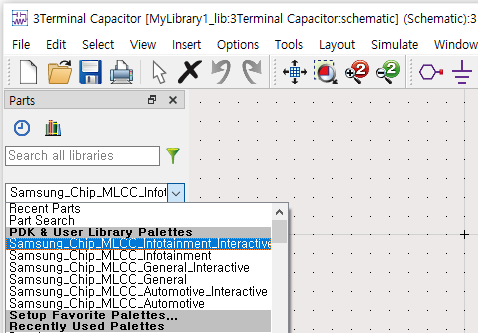 3Terminal Capacitor [MyLibrary1_lib:3Terminal Capacitor:schematic] (Schematic):3
File Edit Select View Insert Options Tools Layout Simulate Window
Parts
Search all libraries
Samsung_Chip_MLCC_Infot
Recent Parts
Part Search
PDK & User Library Palettes
Samsung_Chip_MLCC_Infotainment_Interactive
Samsung_Chip_MLCC_Infotainment
Samsung_Chip_MLCC_General_Interactive
Samsung_Chip_MLCC_General
Samsung_Chip_MLCC_Automotive_Interactive
Samsung_Chip_MLCC_Automotive
Setup Favorite Palettes...
Recently Used Palettes